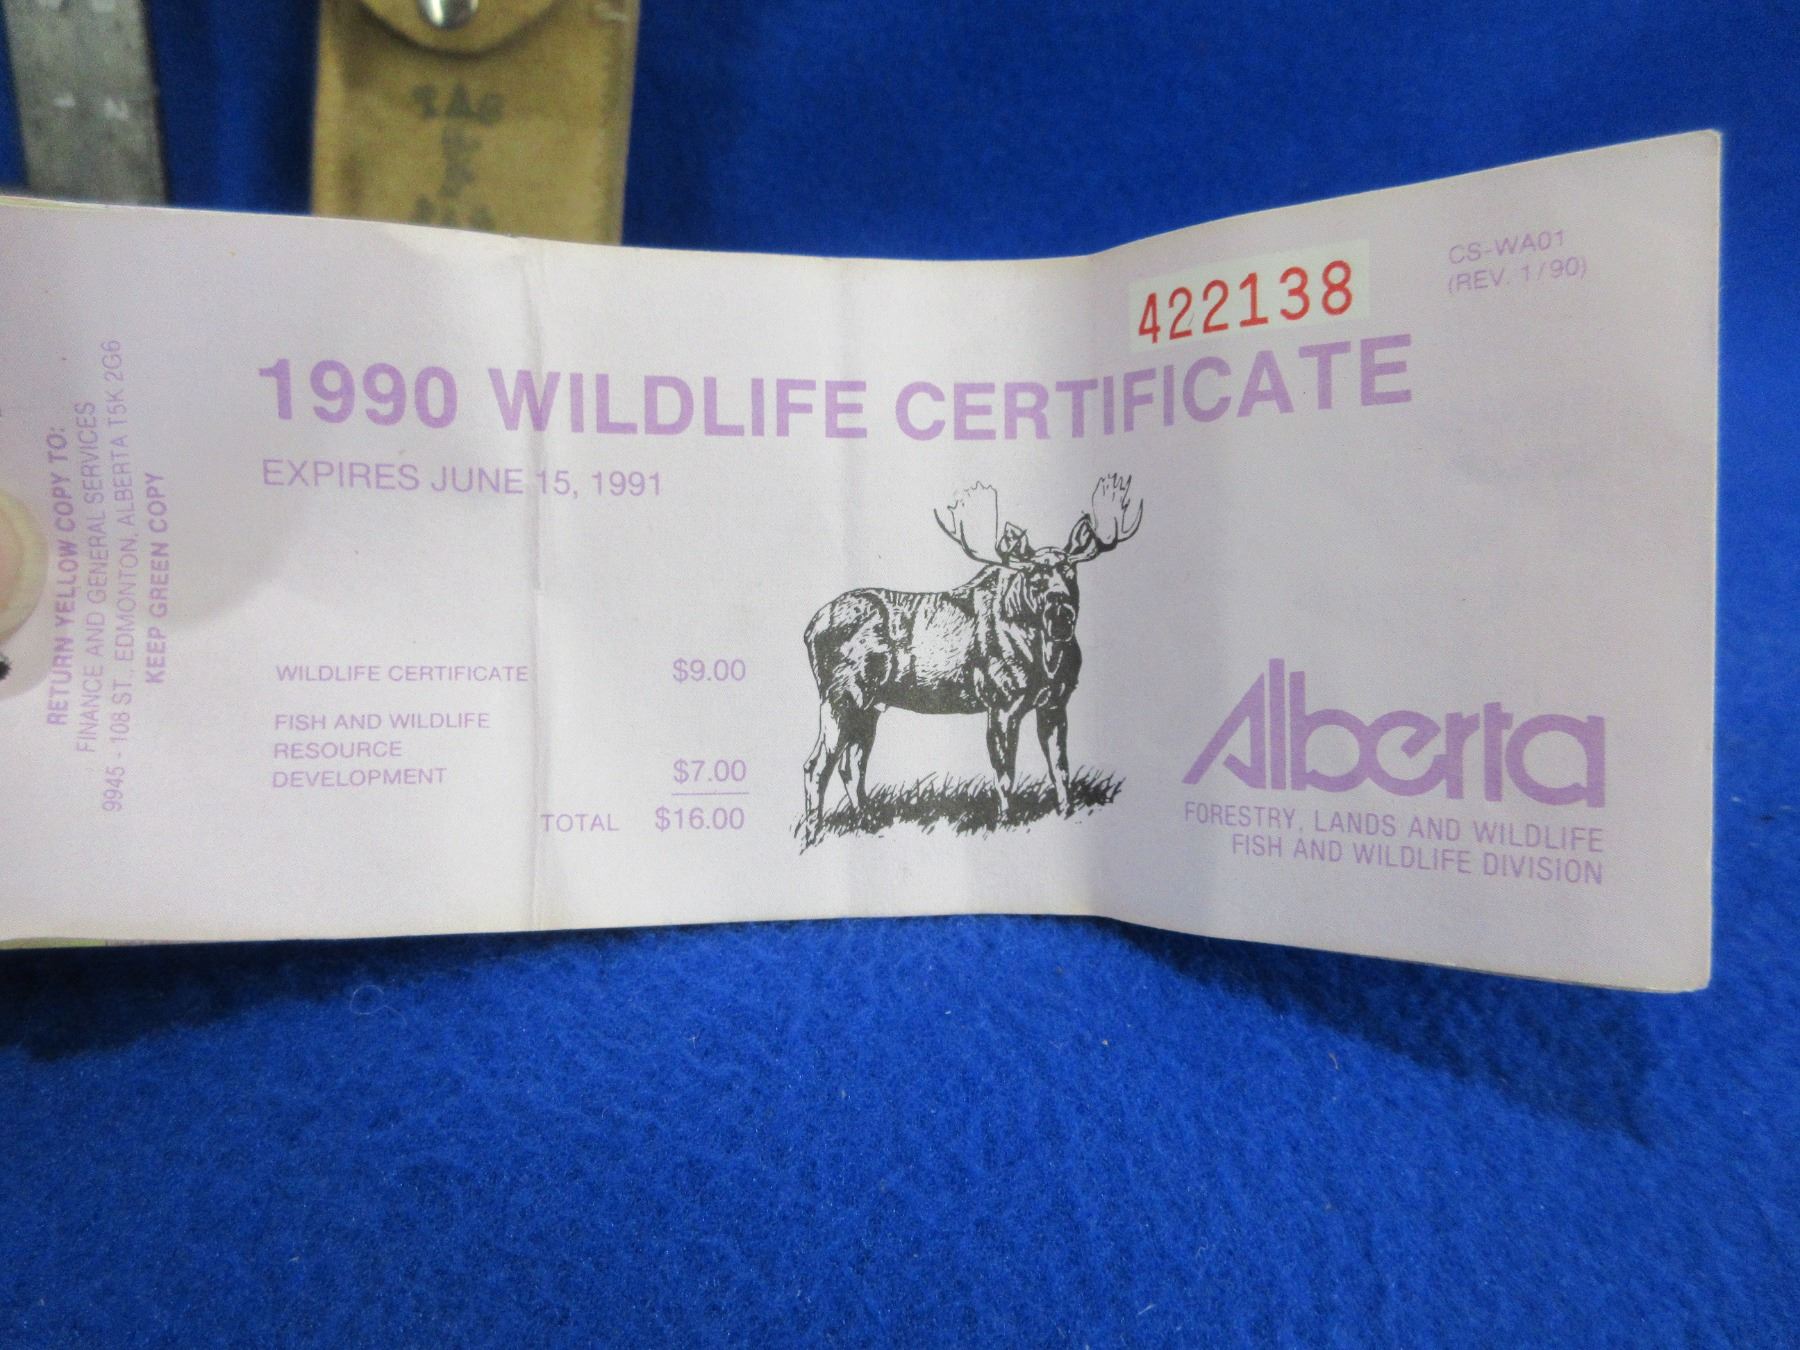 TAG
422138
CS-WA01
(REV. 1/90)
1990 WILDLIFE CERTIFICATE
EXPIRES JUNE 15, 1991
WILDLIFE CERTIFICATE $9.00
FISH AND WILDLIFE
RESOURCE
DEVELOPMENT $7.00
TOTAL $16.00
Alberta
FORESTRY, LANDS AND WILDLIFE
FISH AND WILDLIFE DIVISION
RETURN YELLOW COPY TO:
FINANCE AND GENERAL SERVICES
9945 - 108 ST., EDMONTON, ALBERTA T5K 2G6
KEEP GREEN COPY